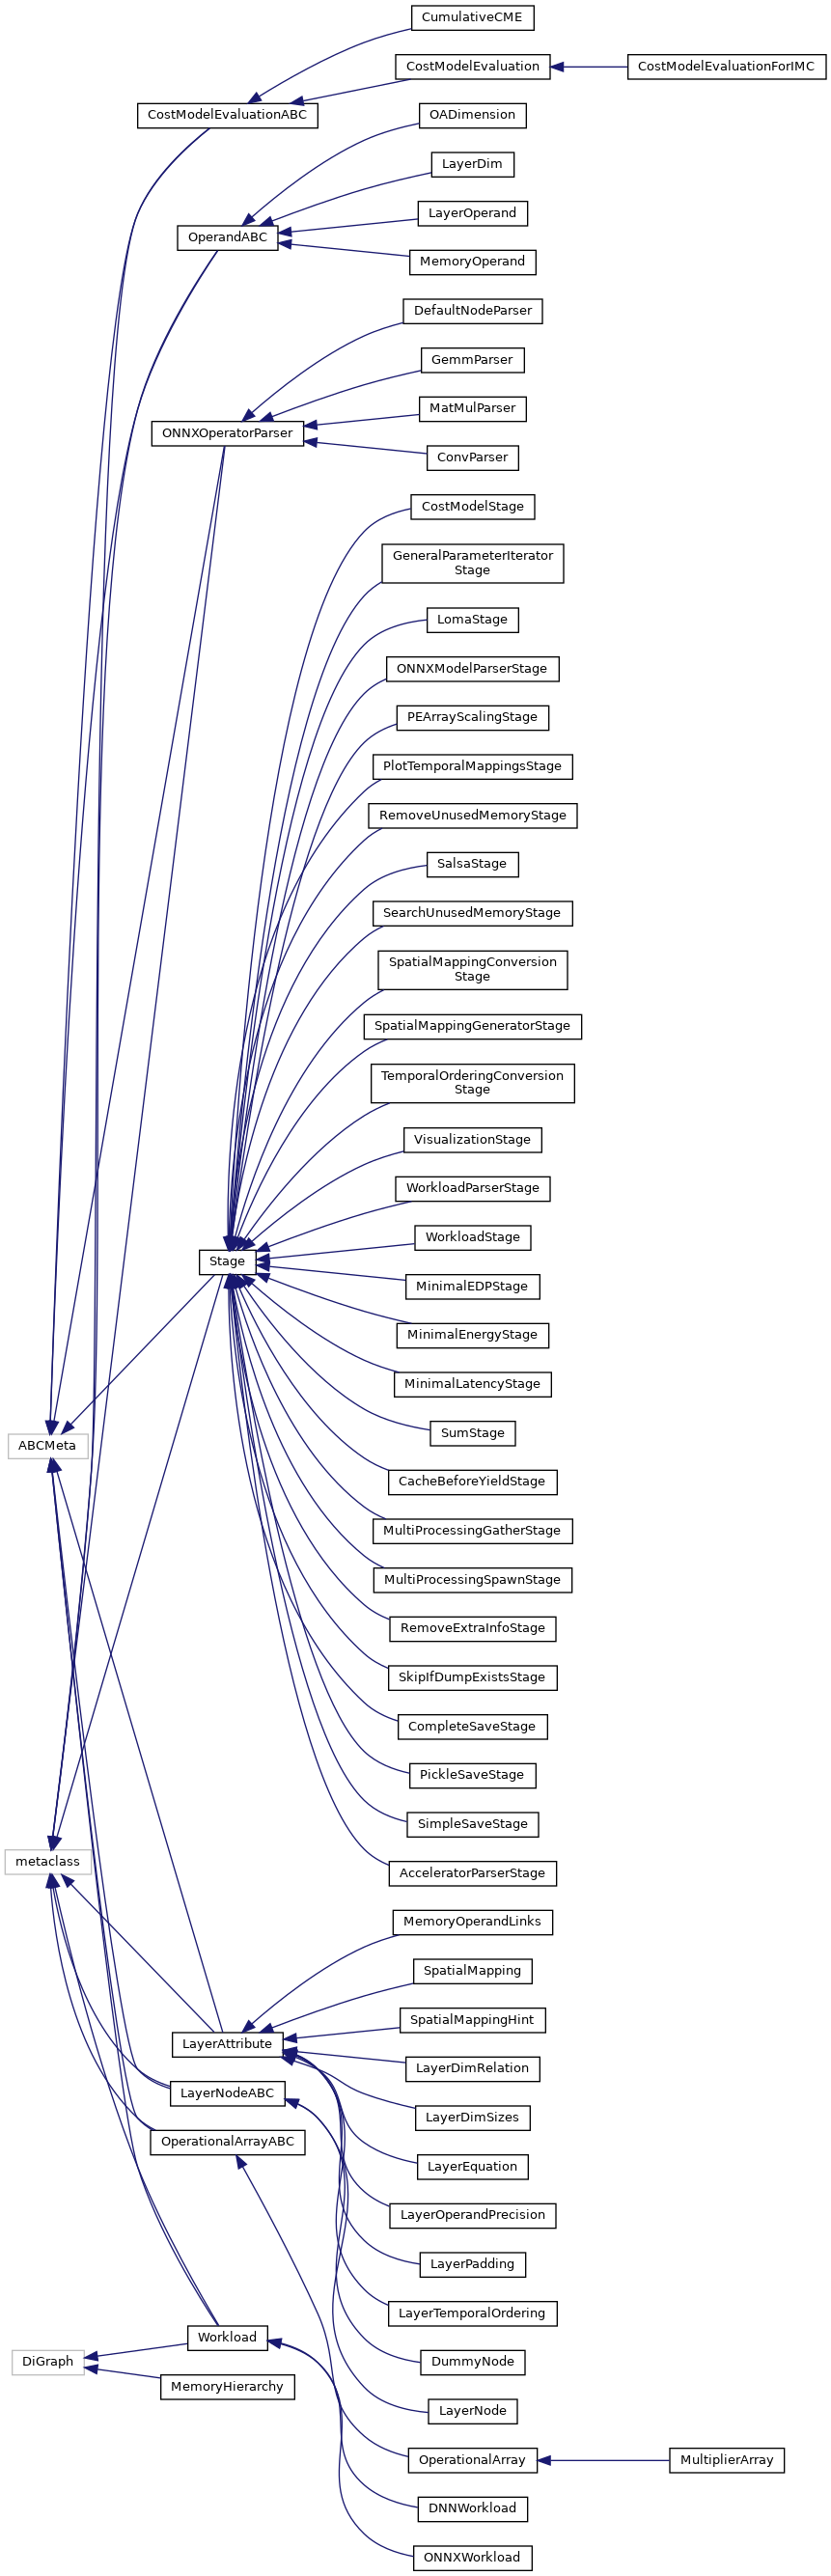 CumulativeCME
CostModelEvaluation
CostModelEvaluationForIMC
CostModelEvaluationABC
OADimension
LayerDim
LayerOperand
OperandABC
MemoryOperand
DefaultNodeParser
GemmParser
MatMulParser
ONNXOperatorParser
ConvParser
CostModelStage
GeneralParameterIterator
Stage
LomaStage
ONNXModelParserStage
PEArrayScalingStage
PlotTemporalMappingsStage
RemoveUnusedMemoryStage
SalsaStage
SearchUnusedMemoryStage
SpatialMappingConversion
Stage
SpatialMappingGeneratorStage
TemporalOrderingConversion
Stage
VisualizationStage
WorkloadParserStage
WorkloadStage
Stage
MinimalEDPStage
MinimalEnergyStage
MinimalLatencyStage
SumStage
ABCMeta
CacheBeforeYieldStage
MultiProcessingGatherStage
MultiProcessingSpawnStage
RemoveExtraInfoStage
SkipIfDumpExistsStage
CompleteSaveStage
PickleSaveStage
SimpleSaveStage
metaclass
AcceleratorParserStage
MemoryOperandLinks
SpatialMapping
SpatialMappingHint
LayerAttribute
LayerDimRelation
LayerNodeABC
LayerDimSizes
OperationalArrayABC
LayerEquation
LayerOperandPrecision
LayerPadding
LayerTemporalOrdering
Workload
DiGraph
DummyNode
MemoryHierarchy
LayerNode
OperationalArray
MultiplierArray
DNNWorkload
ONNXWorkload